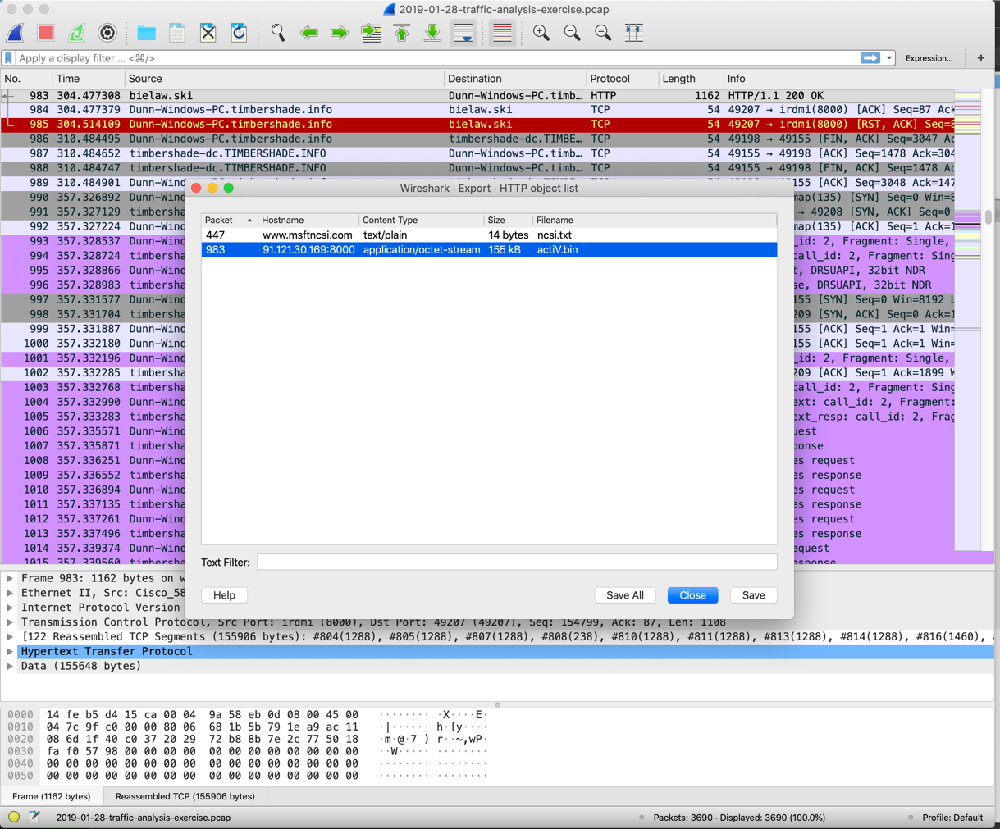 2019-01-28-traffic-analysis-exercise.pcap
Apply a display filter ... <⌘/>
Expression...
+
No. Time Source Destination Protocol Length Info
983 304.477308 bielaw.ski Dunn-Windows-PC.timb… HTTP 1162 HTTP/1.1 200 OK
984 304.477379 Dunn-Windows-PC.timbershade.info bielaw.ski TCP 54 49207 → irdmi(8000) [ACK] Seq=87 Ack
985 304.514109 Dunn-Windows-PC.timbershade.info bielaw.ski TCP 54 49207 → irdmi(8000) [RST, ACK] Seq=8
986 310.484495 Dunn-Windows-PC.timbershade.info timbershade-dc.TIMBE… TCP 54 49198 → 49155 [FIN, ACK] Seq=3047 Ac
987 310.484652 timbershade-dc.TIMBERSHADE.INFO Dunn-Windows-PC.timb… TCP 54 49155 → 49198 [ACK] Seq=1478 Ack=304
988 310.484747 timbershade-dc.TIMBERSHADE.INFO Dunn-Windows-PC.timb… TCP 54 49155 → 49198 [FIN, ACK] Seq=1478 Ac
989 310.484901 155 [ACK] Seq=3048 Ack=147
990 357.326892 Dunn-Wind map(135) [SYN] Seq=0 Win=8
991 357.327129 timbersha → 49208 [SYN, ACK] Seq=0
992 357.327224 Dunn-Wind map(135) [ACK] Seq=1 Ack=1
993 357.328537 Dunn-Wind _id: 2, Fragment: Single,
994 357.328724 timbersha call_id: 2, Fragment: Sing
995 357.328866 Dunn-Wind t, DRSUAPI, 32bit NDR
996 357.328983 timbersha se, DRSUAPI, 32bit NDR
997 357.331577 Dunn-Wind 155 [SYN] Seq=0 Win=8192 L
998 357.331704 timbersha 209 [SYN, ACK] Seq=0 Ack=1
999 357.331887 Dunn-Wind 155 [ACK] Seq=1 Ack=1 Win=
1000 357.332180 Dunn-Wind 155 [ACK] Seq=1 Ack=1 Win=
1001 357.332196 Dunn-Wind _id: 2, Fragment: Single,
1002 357.332285 timbersha 209 [ACK] Seq=1 Ack=1899 W
1003 357.332768 timbersha call_id: 2, Fragment: Sing
1004 357.332990 Dunn-Wind ext: call_id: 2, Fragment:
1005 357.333283 timbersha ext_resp: call_id: 2, Frag
1006 357.335571 Dunn-Wind uest
1007 357.335871 timbersha ponse
1008 357.336251 Dunn-Wind es request
1009 357.336552 timbersha es response
1010 357.336894 Dunn-Wind es request
1011 357.337135 timbersha es response
1012 357.337261 Dunn-Wind es request
1013 357.337496 timbersha es response
1014 357.339374 Dunn-Wind equest
1015 357.339560 timbersha esponse
Wireshark · Export · HTTP object list
Packet Hostname Content Type Size Filename
447 www.msftncsi.com text/plain 14 bytes ncsi.txt
983 91.121.30.169:8000 application/octet-stream 155 kB actiV.bin
Text Filter:
Help Save All Close Save
Frame 983: 1162 bytes on w
Ethernet II, Src: Cisco_58
Internet Protocol Version
Transmission Control Protocol, Src Port: irdmi (8000), Dst Port: 49207 (49207), Seq: 154799, Ack: 87, Len: 1108
[122 Reassembled TCP Segments (155906 bytes): #804(1288), #805(1288), #807(1288), #808(238), #810(1288), #811(1288), #813(1288), #814(1288), #816(1460), #
Hypertext Transfer Protocol
Data (155648 bytes)
0000 14 fe b5 d4 15 ca 00 04 9a 58 eb 0d 08 00 45 00 ········ ·X····E·
0010 04 7c 9f c0 00 00 80 06 68 1b 5b 79 1e a9 ac 11 ·|······ h·[y····
0020 08 6d 1f 40 c0 37 20 29 72 b8 8b 7e 2c 77 50 18 ·m·@·7 ) r··~,wP·
0030 fa f0 57 98 00 00 00 00 00 00 00 00 00 00 00 00 ··W····· ········
0040 00 00 00 00 00 00 00 00 00 00 00 00 00 00 00 00 ········ ········
0050 00 00 00 00 00 00 00 00 00 00 00 00 00 00 00 00 ········ ········
Frame (1162 bytes) Reassembled TCP (155906 bytes)
2019-01-28-traffic-analysis-exercise.pcap Packets: 3690 · Displayed: 3690 (100.0%) Profile: Default